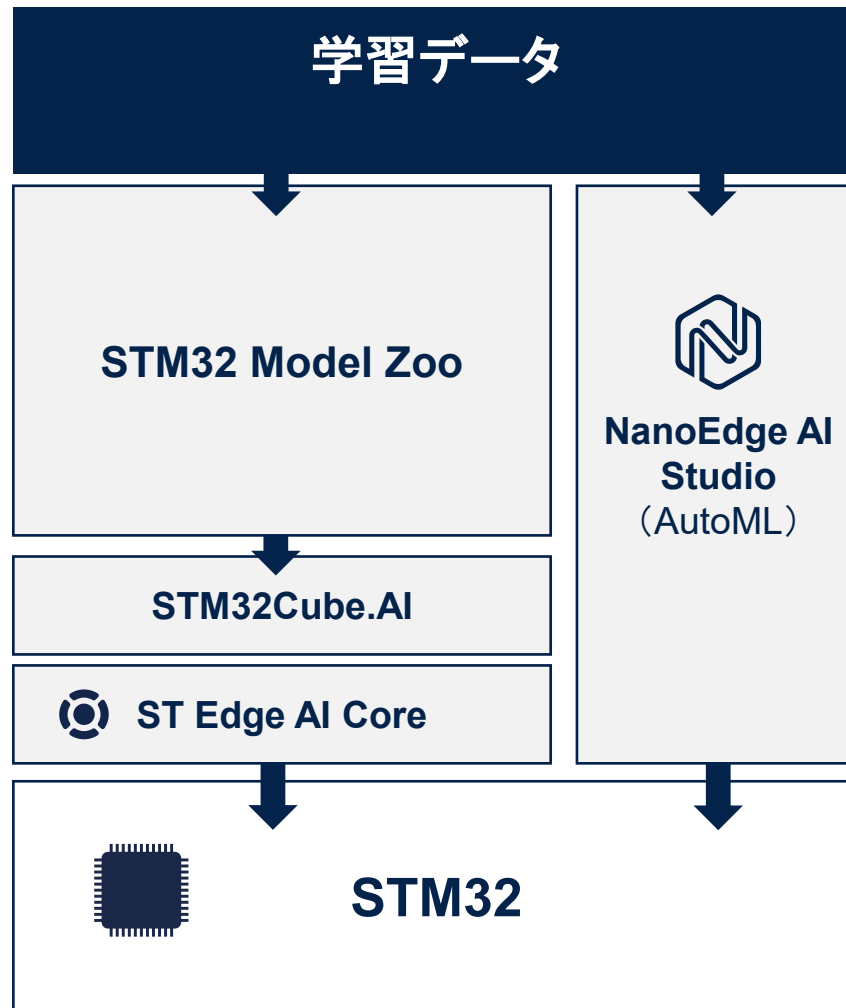 学習データ
STM32 Model Zoo
NanoEdge AI
Studio
（AutoML）
STM32Cube.AI
ST Edge AI Core
STM32